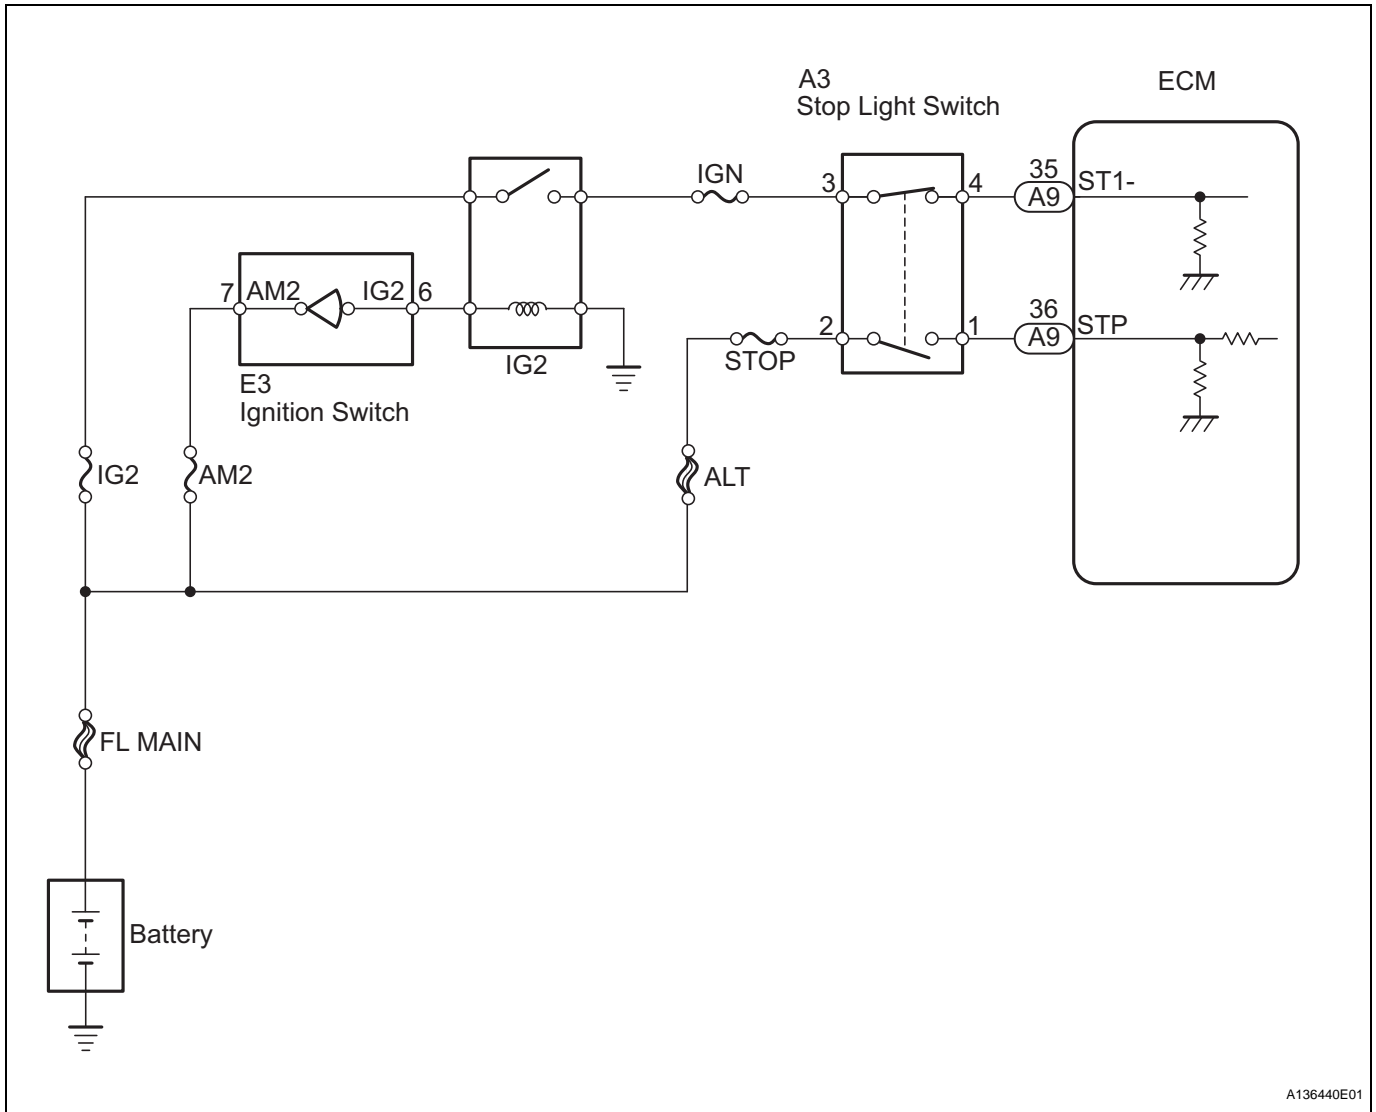 A3
Stop Light Switch
ECM
IGN
3
4
35
A9
ST1-
7
AM2
IG2
6
IG2
E3
Ignition Switch
STOP
2
1
36
A9
STP
IG2
AM2
ALT
FL MAIN
Battery
A136440E01